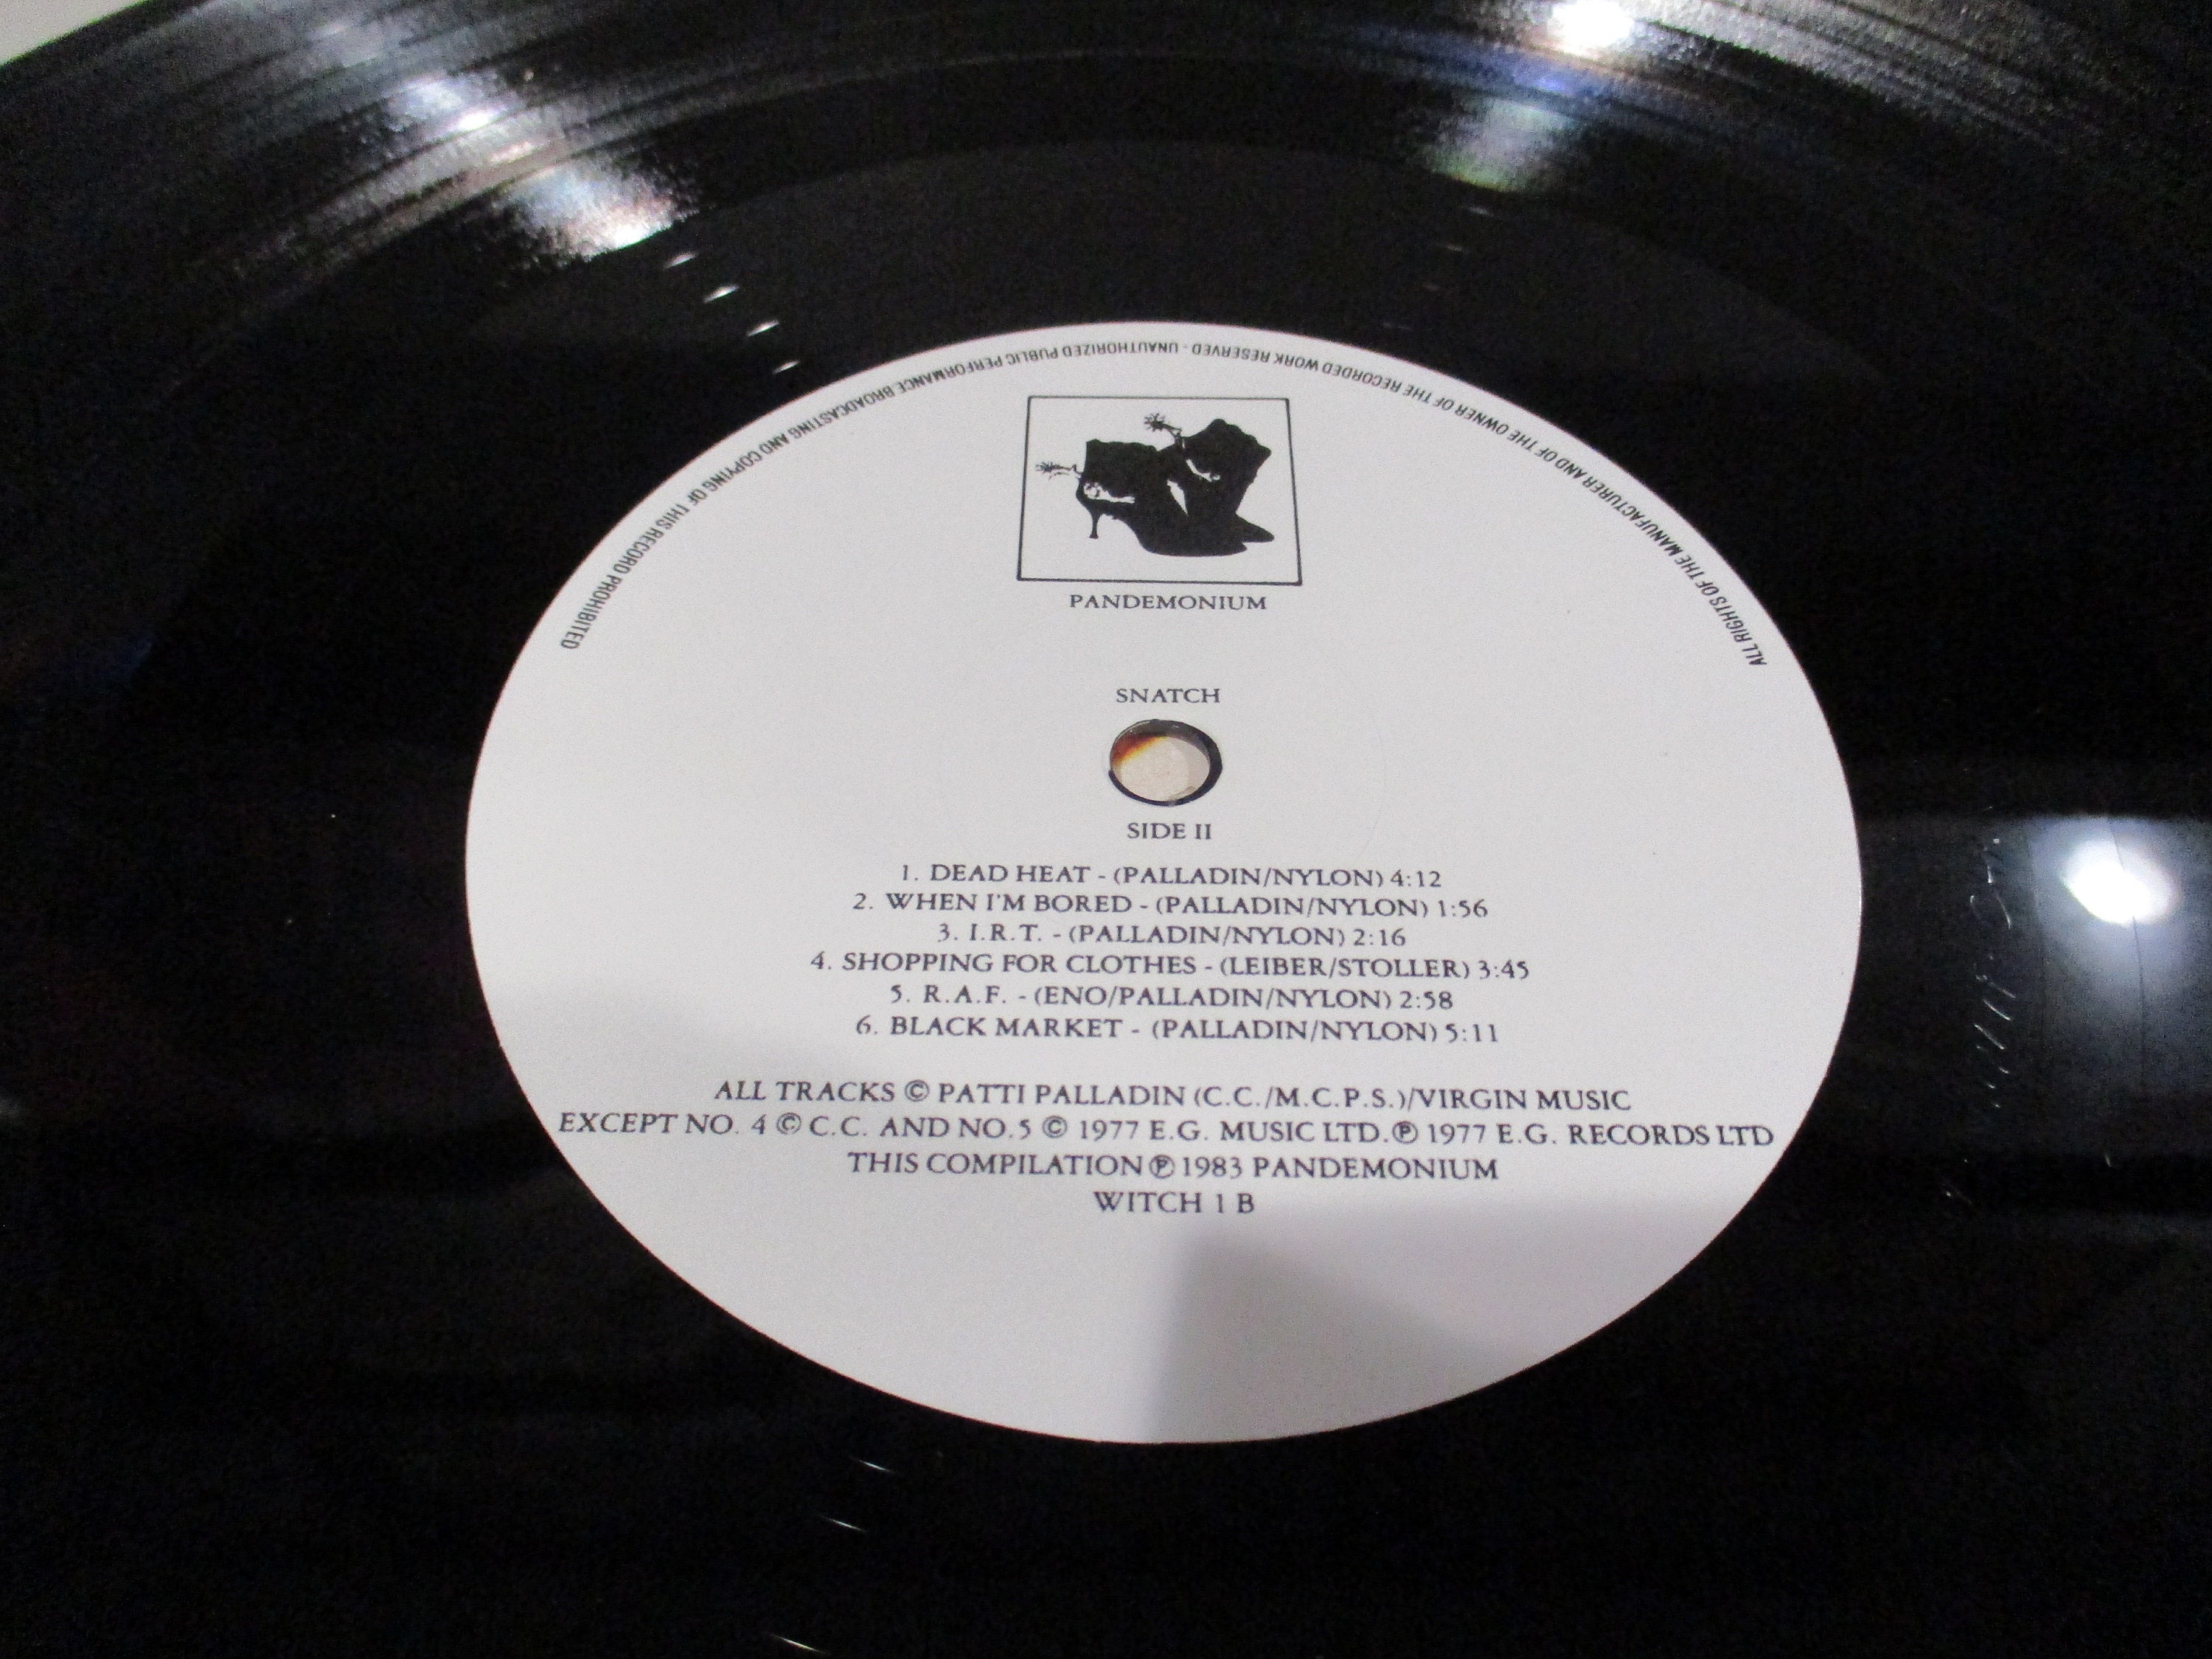 ALL RIGHTS OF THE MANUFACTURER AND OF THE OWNER OF THE RECORDED WORK RESERVED - UNAUTHORIZED PUBLIC PERFORMANCE BROADCASTING AND COPYING OF THIS RECORD PROHIBITED
PANDEMONIUM
SNATCH
SIDE II
1. DEAD HEAT - (PALLADIN/NYLON) 4:12
2. WHEN I'M BORED - (PALLADIN/NYLON) 1:56
3. I.R.T. - (PALLADIN/NYLON) 2:16
4. SHOPPING FOR CLOTHES - (LEIBER/STOLLER) 3:45
5. R.A.F. - (ENO/PALLADIN/NYLON) 2:58
6. BLACK MARKET - (PALLADIN/NYLON) 5:11
ALL TRACKS © PATTI PALLADIN (C.C./M.C.P.S.)/VIRGIN MUSIC
EXCEPT NO. 4 © C.C. AND NO.5 © 1977 E.G. MUSIC LTD.℗ 1977 E.G. RECORDS LTD
THIS COMPILATION ℗ 1983 PANDEMONIUM
WITCH 1 B